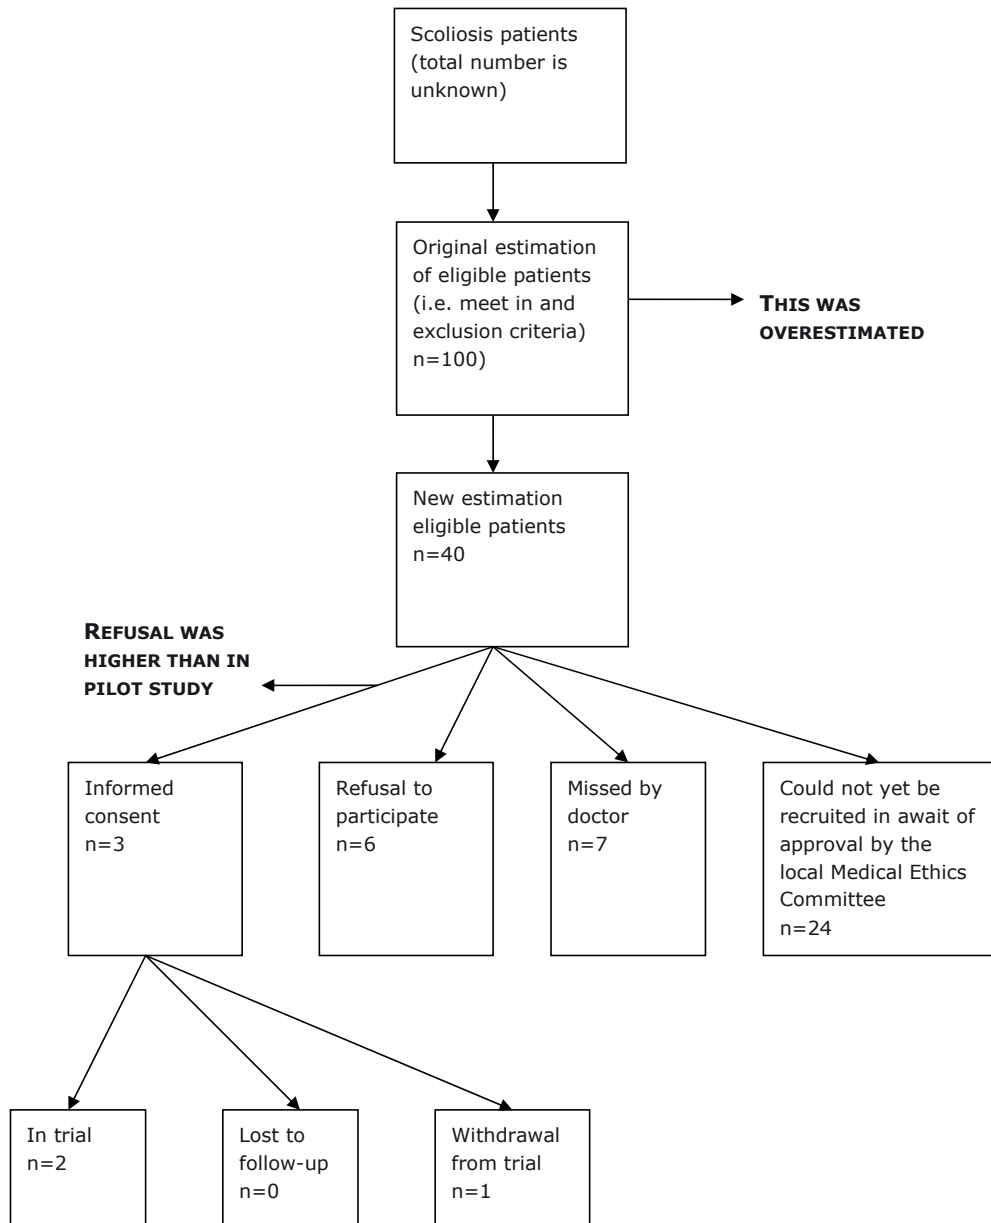 Scoliosis patients
(total number is
unknown)
Original estimation
of eligible patients
(i.e. meet in and
exclusion criteria)
n=100)
THIS WAS
OVERESTIMATED
New estimation
eligible patients
n=40
REFUSAL WAS
HIGHER THAN IN
PILOT STUDY
Informed
consent
n=3
Refusal to
participate
n=6
Missed by
doctor
n=7
Could not yet be
recruited in await of
approval by the
local Medical Ethics
Committee
n=24
In trial
n=2
Lost to
follow-up
n=0
Withdrawal
from trial
n=1